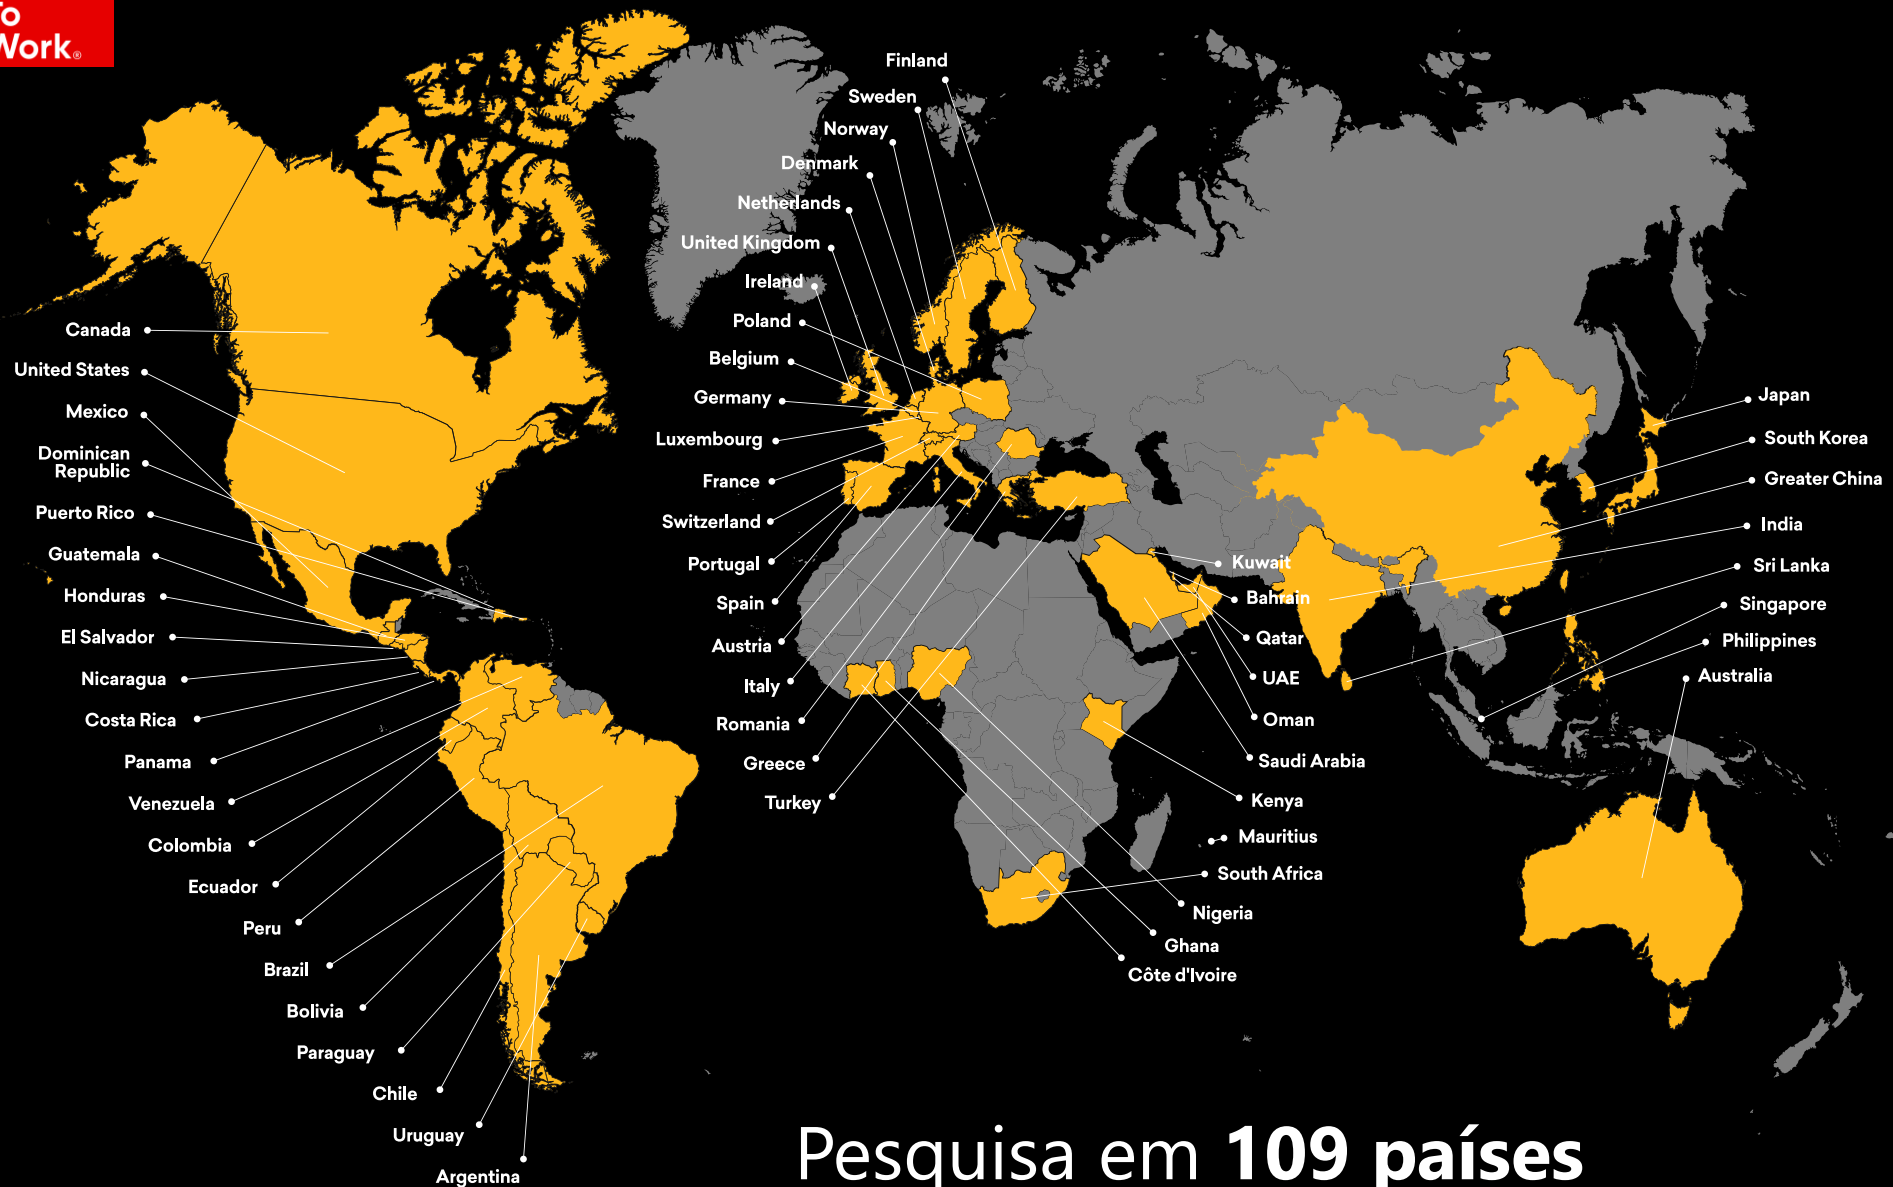 To
Work®
Finland
Sweden
Norway
Denmark
Netherlands
United Kingdom
Ireland
Poland
Belgium
Germany
Luxembourg
France
Switzerland
Portugal
Spain
Austria
Italy
Romania
Greece
Turkey
Canada
United States
Mexico
Dominican
Republic
Puerto Rico
Guatemala
Honduras
El Salvador
Nicaragua
Costa Rica
Panama
Venezuela
Colombia
Ecuador
Peru
Brazil
Bolivia
Paraguay
Chile
Uruguay
Argentina
Kuwait
Bahrain
Qatar
UAE
Oman
Saudi Arabia
Kenya
Mauritius
South Africa
Nigeria
Ghana
Côte d'Ivoire
Japan
South Korea
Greater China
India
Sri Lanka
Singapore
Philippines
Australia
Pesquisa em 109 países